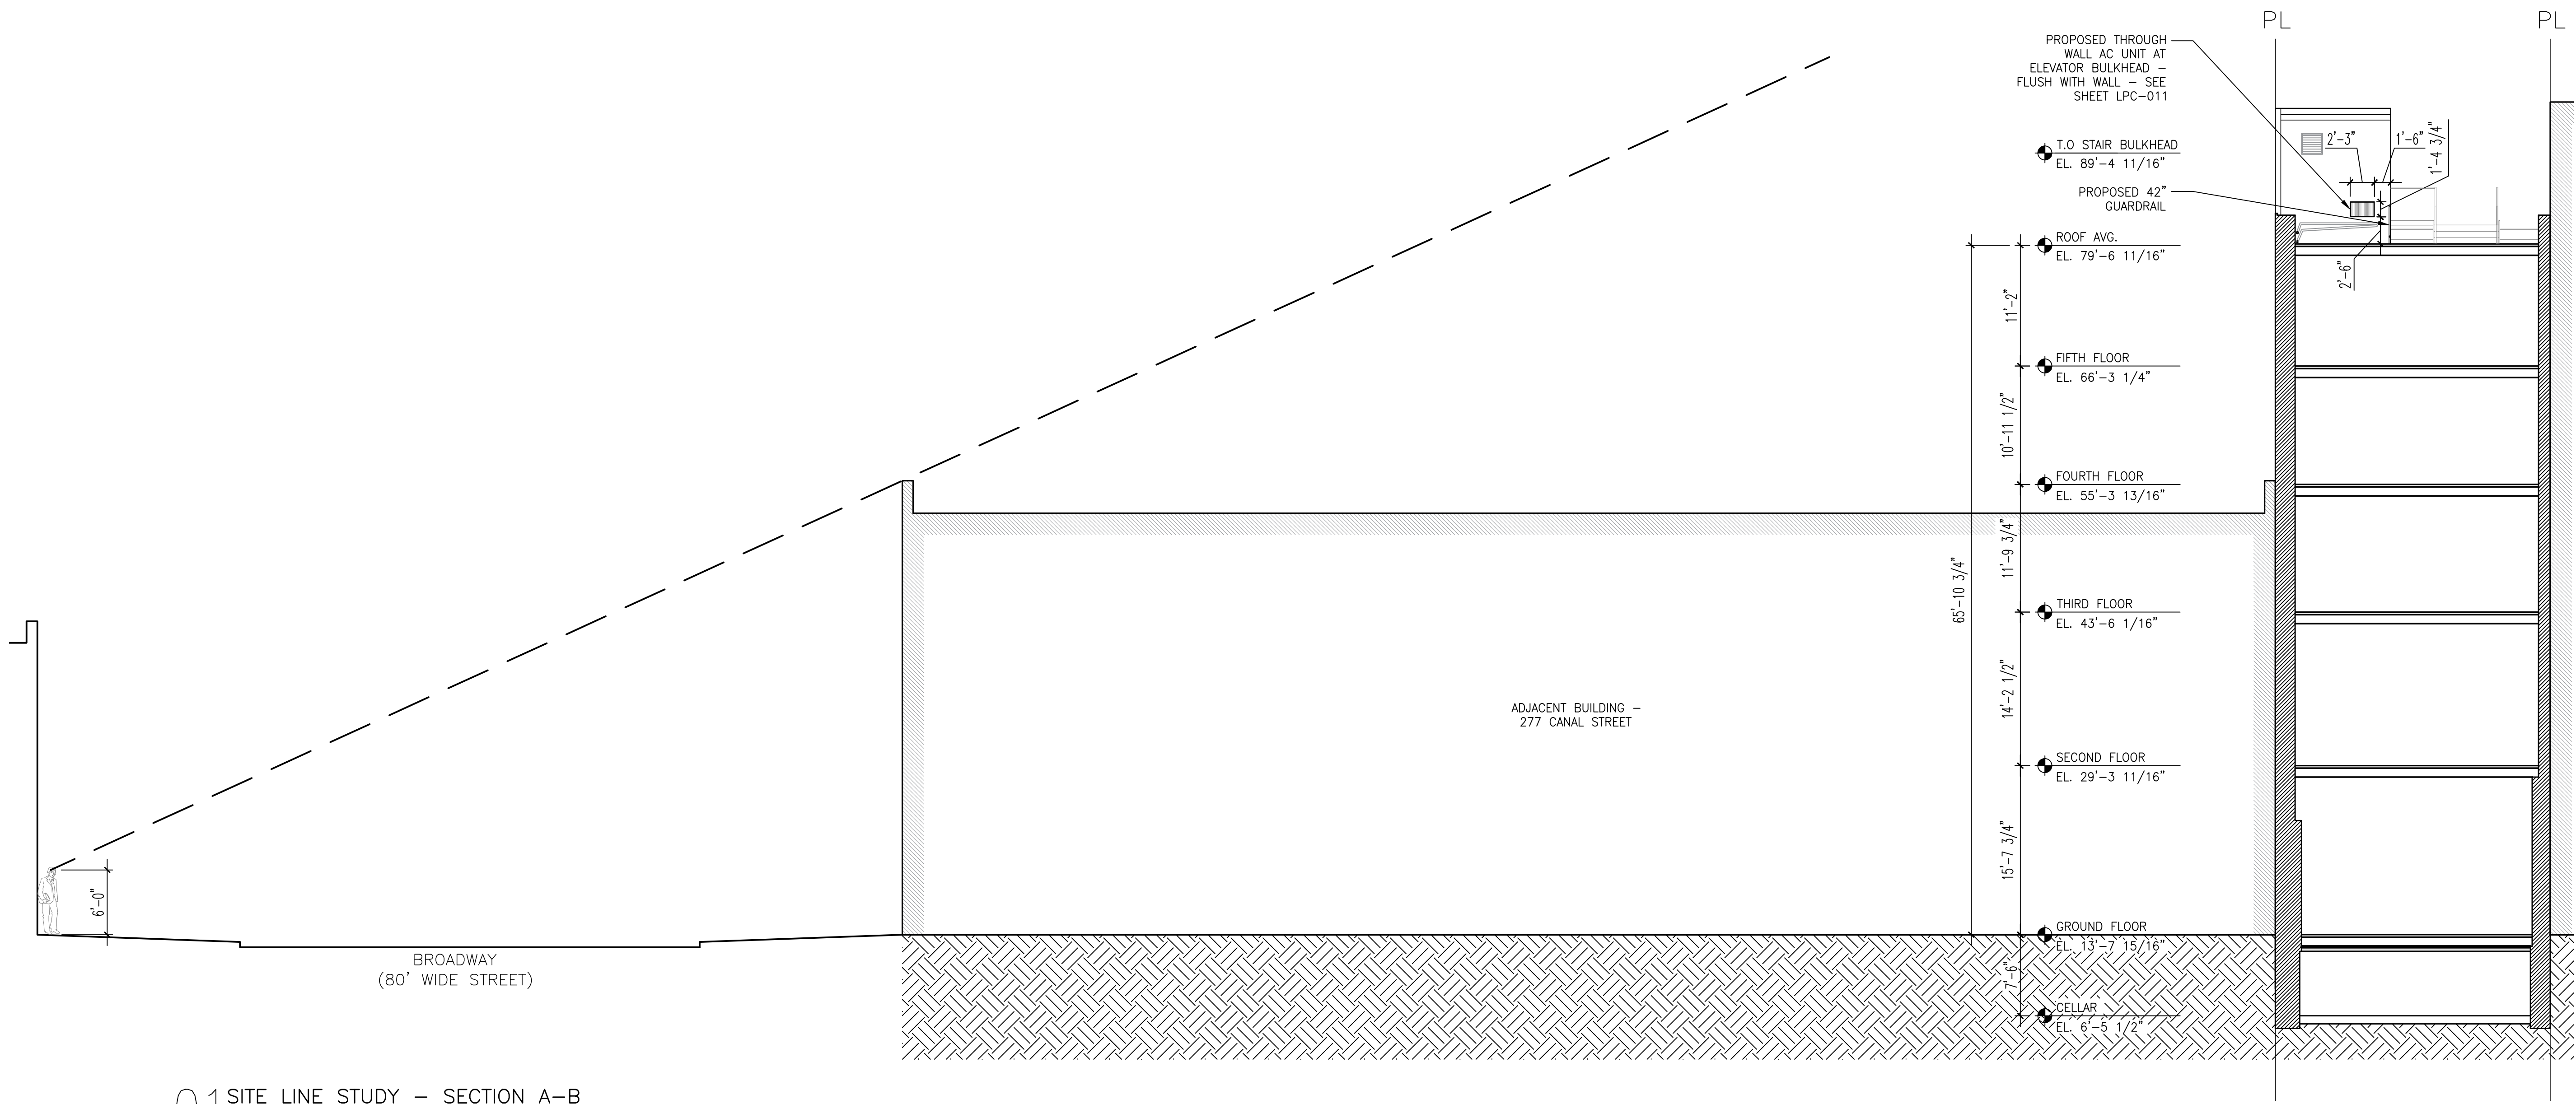 PL
PL
PROPOSED THROUGH
WALL AC UNIT AT
ELEVATOR BULKHEAD –
FLUSH WITH WALL – SEE
SHEET LPC–011
2'–3"
1'–6"
1'–4 3/4"
T.O STAIR BULKHEAD
EL. 89'–4 11/16"
PROPOSED 42"
GUARDRAIL
2'–6"
ROOF AVG.
EL. 79'–6 11/16"
11'–2"
FIFTH FLOOR
EL. 66'–3 1/4"
10'–11 1/2"
FOURTH FLOOR
EL. 55'–3 13/16"
11'–9 3/4"
65'–10 3/4"
THIRD FLOOR
EL. 43'–6 1/16"
14'–2 1/2"
ADJACENT BUILDING –
277 CANAL STREET
SECOND FLOOR
EL. 29'–3 11/16"
15'–7 3/4"
6'–0"
GROUND FLOOR
EL. 13'–7 15/16"
BROADWAY
(80' WIDE STREET)
7'–6"
CELLAR
EL. 6'–5 1/2"
01 SITE LINE STUDY – SECTION A–B